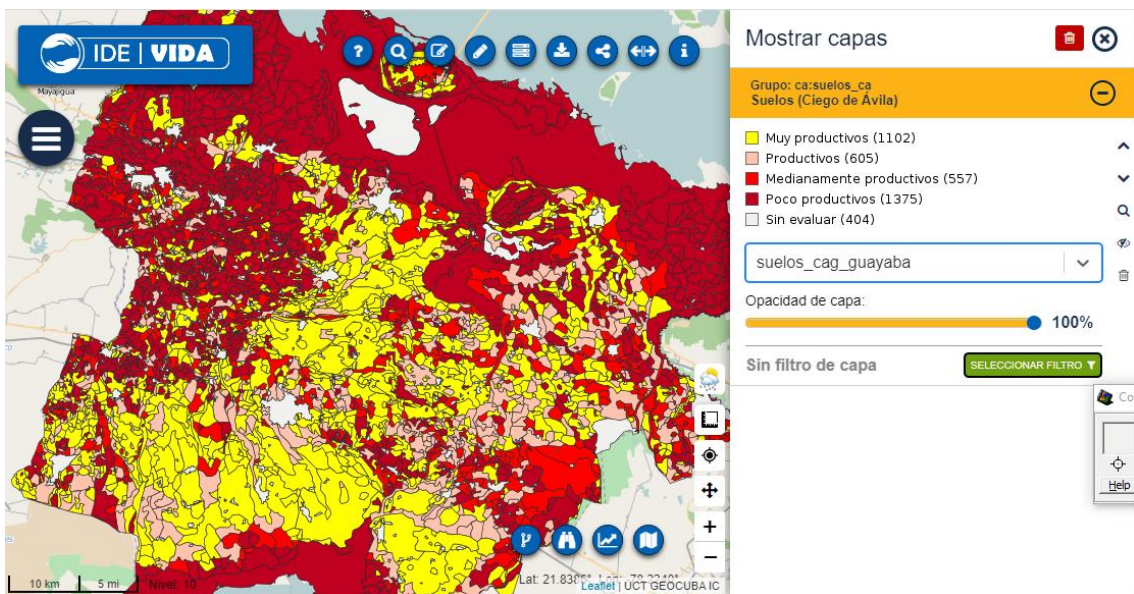 IDE | VIDA
Mayajigua
10 km
5 mi
Nivel: 10
Leaflet | UCT GEOCUBA IC
Mostrar capas
Grupo: ca:suelos_ca
Suelos (Ciego de Ávila)
Muy productivos (1102)
Productivos (605)
Medianamente productivos (557)
Poco productivos (1375)
Sin evaluar (404)
suelos_cag_guayaba
Opacidad de capa:
100%
Sin filtro de capa
SELECCIONAR FILTRO
Co
Help